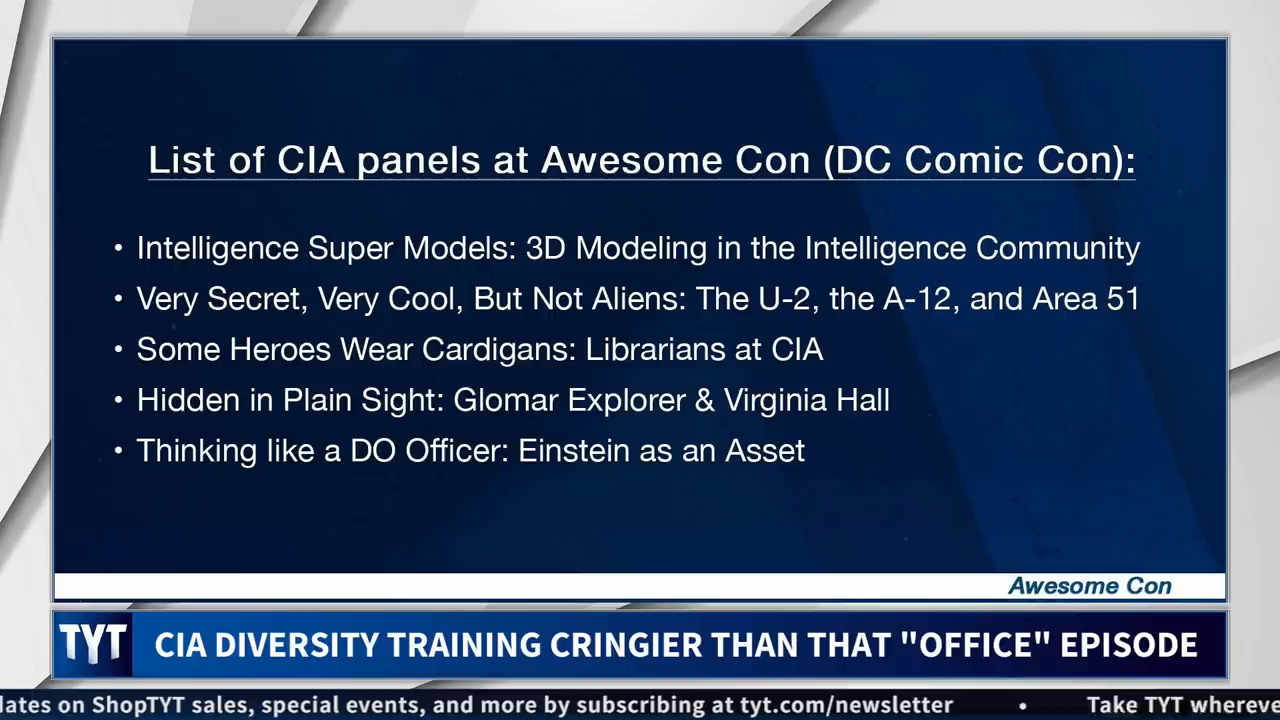 List of CIA panels at Awesome Con (DC Comic Con):
• Intelligence Super Models: 3D Modeling in the Intelligence Community
• Very Secret, Very Cool, But Not Aliens: The U-2, the A-12, and Area 51
• Some Heroes Wear Cardigans: Librarians at CIA
• Hidden in Plain Sight: Glomar Explorer & Virginia Hall
• Thinking like a DO Officer: Einstein as an Asset
Awesome Con
TYT CIA DIVERSITY TRAINING CRINGIER THAN THAT "OFFICE" EPISODE
on ShopTYT sales, special events, and more by subscribing at tyt.com/newsletter • Take TYT